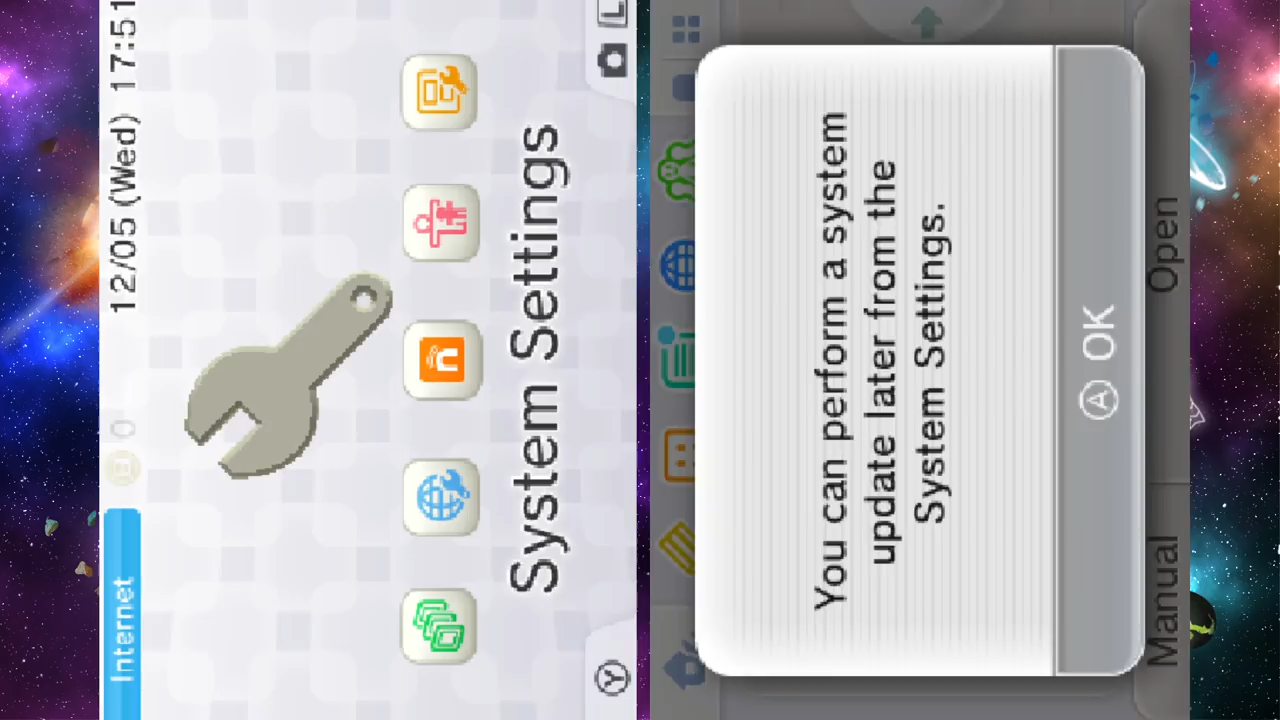 Internet
0
12/05 (Wed) 17:51
System Settings
Y
L
You can perform a system
update later from the
System Settings.
A OK
Manual
Open